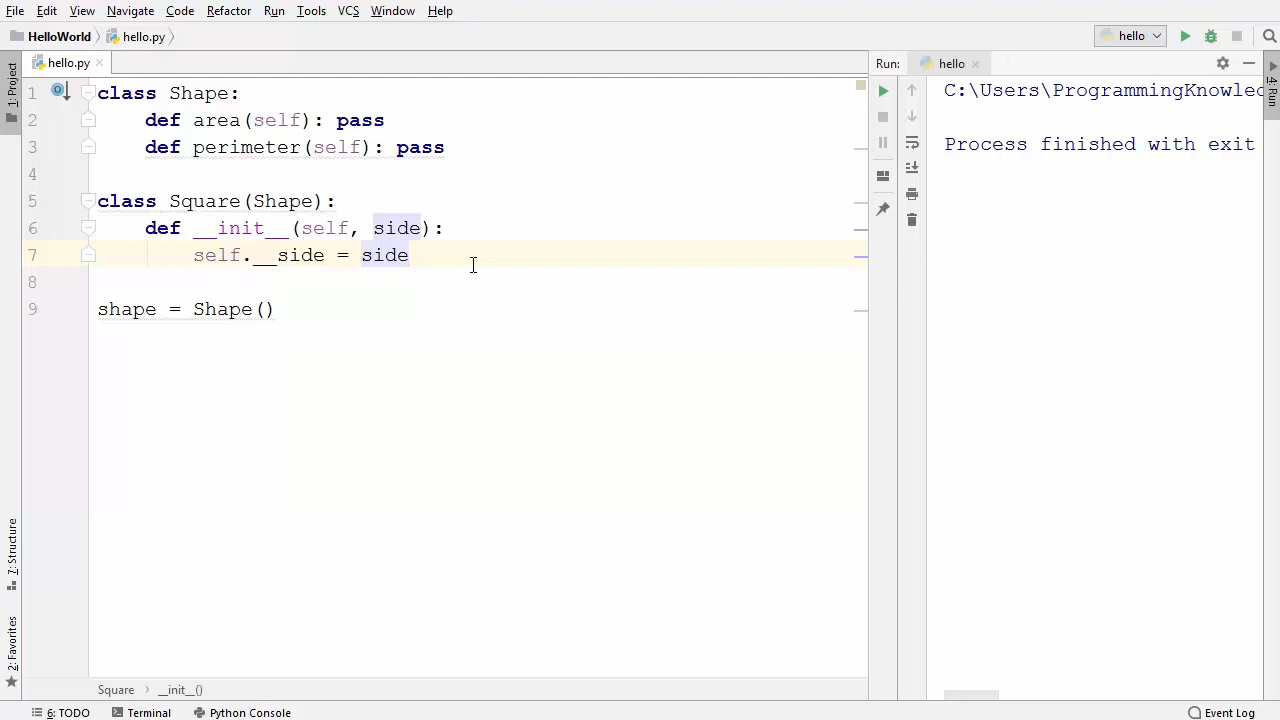 File Edit View Navigate Code Refactor Run Tools VCS Window Help
HelloWorld hello.py hello
hello.py Run: hello
1 class Shape:
2 def area(self): pass
3 def perimeter(self): pass
4
5 class Square(Shape):
6 def __init__(self, side):
7 self.__side = side
8
9 shape = Shape()
C:\Users\ProgrammingKnowled
Process finished with exit
1: Project
7: Structure
2: Favorites
4: Run
Square __init__()
6: TODO Terminal Python Console Event Log